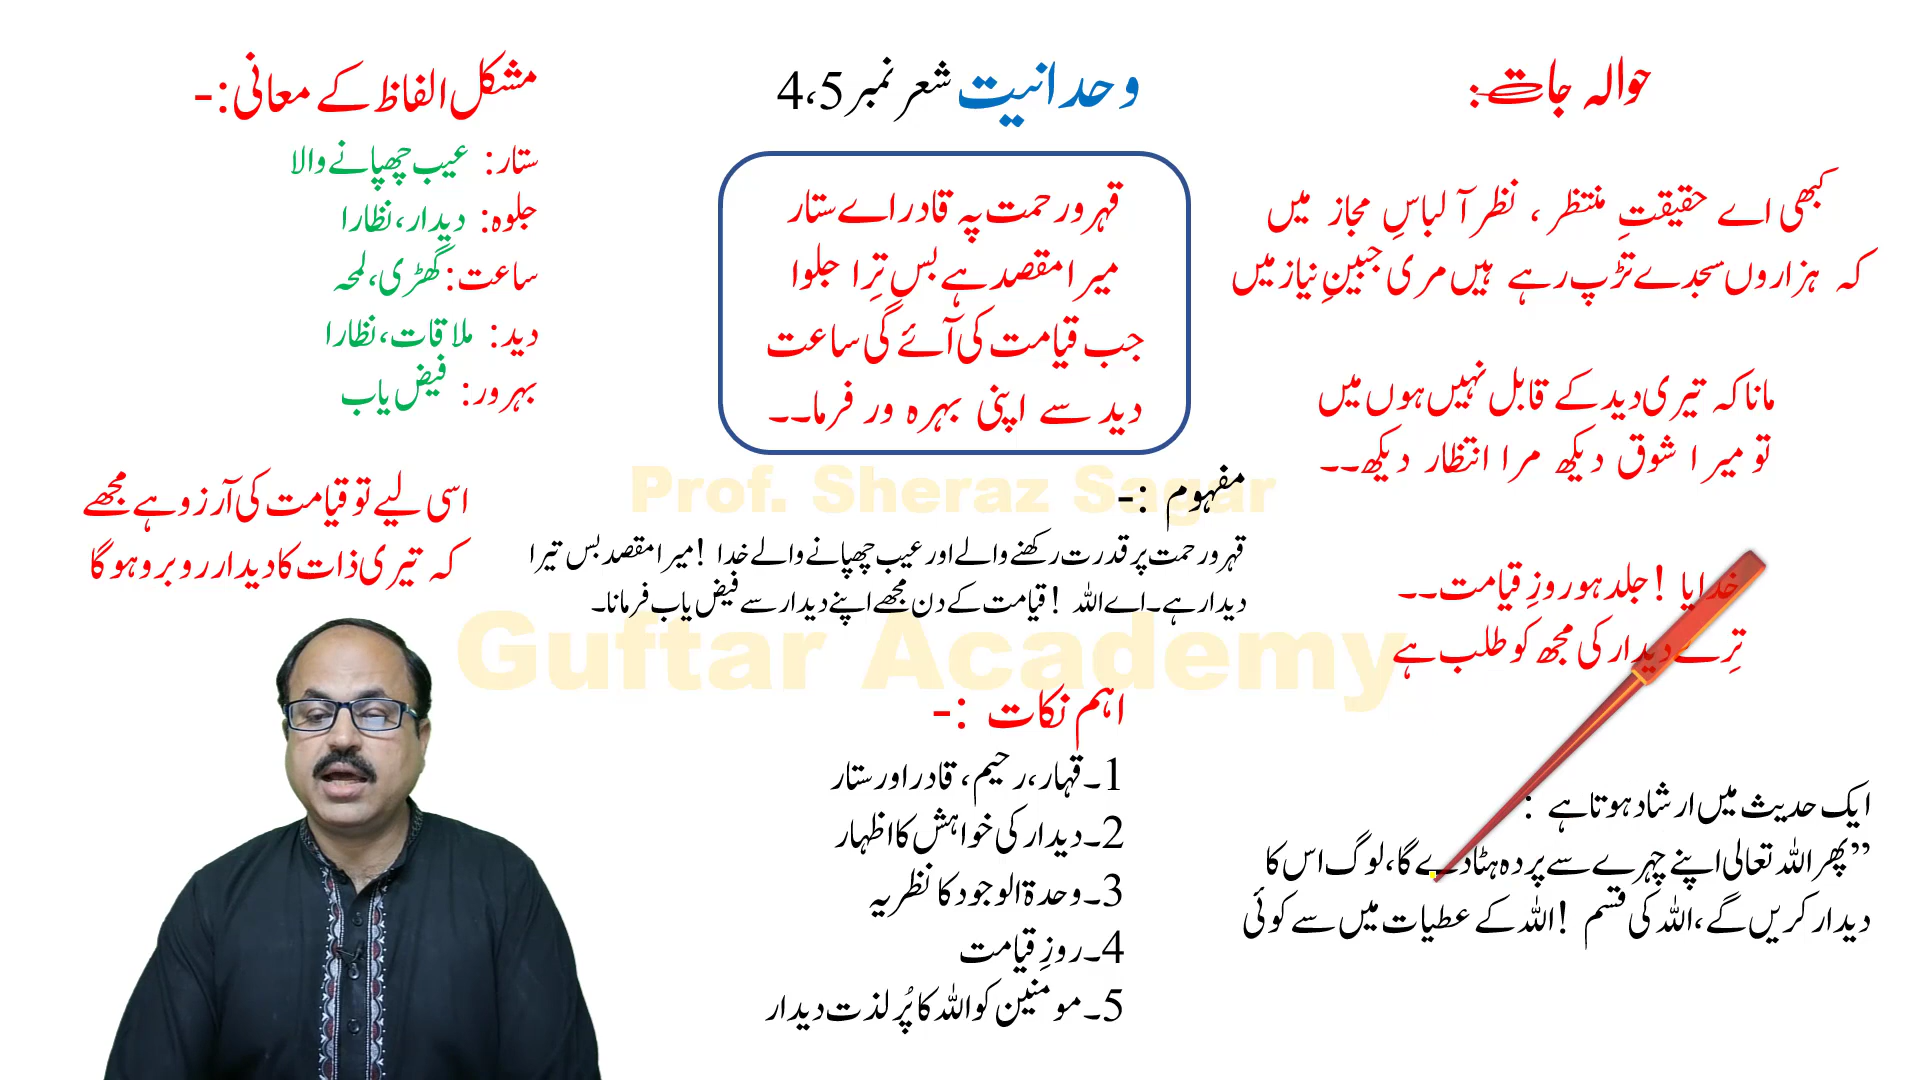 وحدانیت شعر نمبر 4،5
قہر و رحمت پہ قادر اے ستار
میرا مقصد ہے بس تِرا جلوا
جب قیامت کی آئے گی ساعت
دید سے اپنی بہرہ ور فرما۔۔
مفہوم :-
قہر و رحمت پر قدرت رکھنے والے اور عیب چھپانے والے خدا ! میرا مقصد بس تیرا
دیدار ہے۔ اے اللہ ! قیامت کے دن مجھے اپنے دیدار سے فیض یاب فرمانا۔
اہم نکات :-
1۔قہار، رحیم، قادر اور ستار
2۔دیدار کی خواہش کا اظہار
3۔وحدۃ الوجود کا نظریہ
4۔روزِ قیامت
5۔مومنین کو اللہ کا پُر لذت دیدار
حوالہ جات:
کبھی اے حقیقتِ منتظر ، نظر آ لباسِ مجاز میں
کہ ہزاروں سجدے تڑپ رہے ہیں مری جبینِ نیاز میں
مانا کہ تیری دید کے قابل نہیں ہوں میں
تو میرا شوق دیکھ مرا انتظار دیکھ۔۔
خدایا ! جلد ہو روزِ قیامت۔۔
تِرے دیدار کی مجھ کو طلب ہے
ایک حدیث میں ارشاد ہوتا ہے :
”پھر اللہ تعالی اپنے چہرے سے پردہ ہٹا دے گا، لوگ اس کا
دیدار کریں گے، اللہ کی قسم ! اللہ کے عطیات میں سے کوئی
مشکل الفاظ کے معانی:-
ستار: عیب چھپانے والا
جلوہ: دیدار، نظارا
ساعت: گھڑی، لمحہ
دید: ملاقات، نظارا
بہرور: فیض یاب
اسی لیے تو قیامت کی آرزو ہے مجھے
کہ تیری ذات کا دیدار روبرو ہو گا
Prof. Sheraz Sagar
Guftar Academy